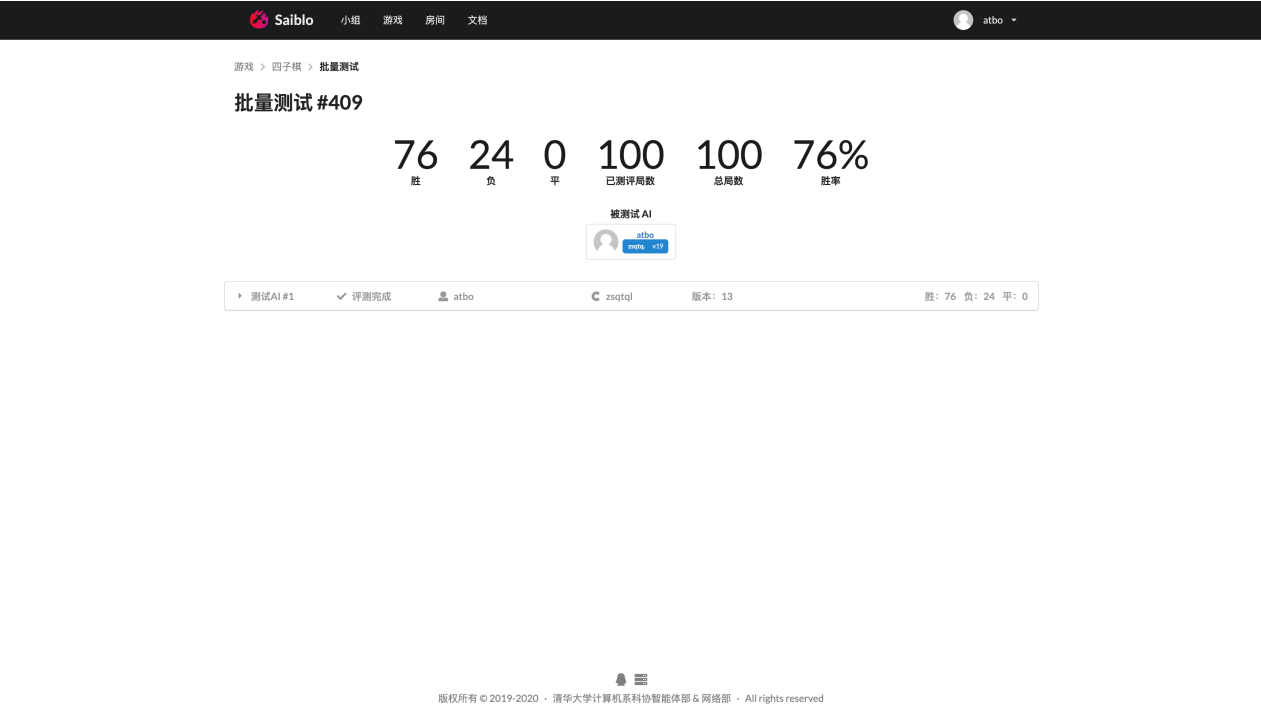 Saiblo 小组 游戏 房间 文档 atbo
游戏 > 四子棋 > 批量测试
批量测试 #409
76 24 0 100 100 76%
胜 负 平 已测评局数 总局数 胜率
被测试 AI
atbo
zsqtql v19
测试AI #1 评测完成 atbo zsqtql 版本：13 胜：76 负：24 平：0
版权所有 © 2019-2020 · 清华大学计算机系科协智能体部 & 网络部 · All rights reserved